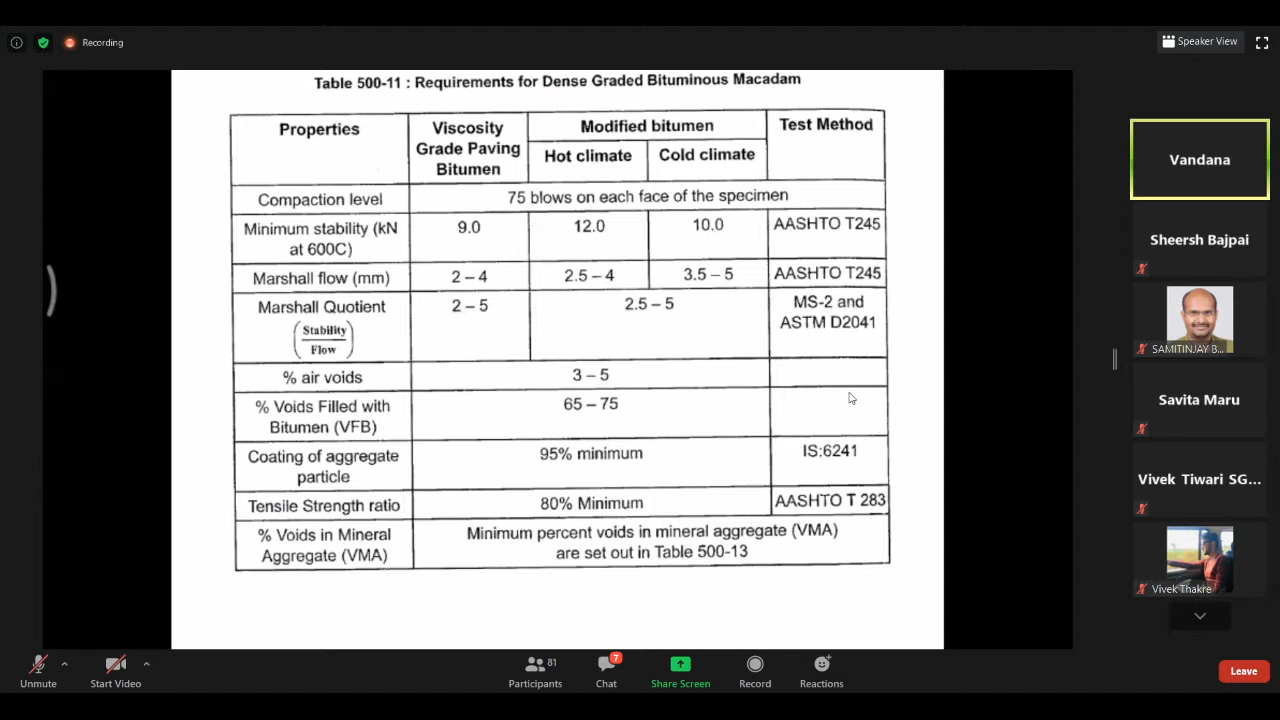 Recording
Speaker View
Table 500-11 : Requirements for Dense Graded Bituminous Macadam
Properties
Viscosity
Grade Paving
Bitumen
Modified bitumen
Hot climate
Cold climate
Test Method
Compaction level
75 blows on each face of the specimen
Minimum stability (kN
at 600C)
9.0
12.0
10.0
AASHTO T245
Marshall flow (mm)
2 – 4
2.5 – 4
3.5 – 5
AASHTO T245
Marshall Quotient
(Stability
Flow)
2 – 5
2.5 – 5
MS-2 and
ASTM D2041
% air voids
3 – 5
% Voids Filled with
Bitumen (VFB)
65 – 75
Coating of aggregate
particle
95% minimum
IS:6241
Tensile Strength ratio
80% Minimum
AASHTO T 283
% Voids in Mineral
Aggregate (VMA)
Minimum percent voids in mineral aggregate (VMA)
are set out in Table 500-13
Vandana
Sheersh Bajpai
SAMITINJAY B...
Savita Maru
Vivek Tiwari SG...
Vivek Thakre
Unmute
Start Video
81
Participants
7
Chat
Share Screen
Record
Reactions
Leave